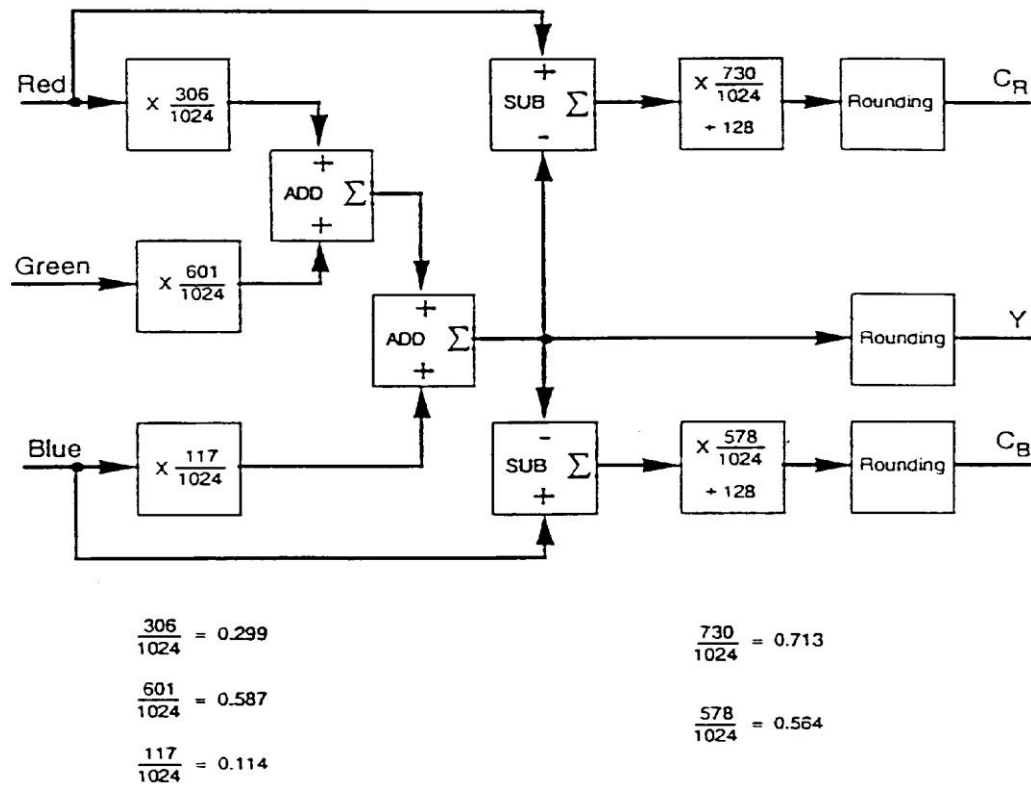 Red
× 306/1024
+
ADD Σ
+
+
SUB Σ
-
× 730/1024
+ 128
Rounding
C_R
Green
× 601/1024
+
ADD Σ
+
Rounding
Y
Blue
× 117/1024
-
SUB Σ
+
× 578/1024
+ 128
Rounding
C_B
306/1024 = 0.299
601/1024 = 0.587
117/1024 = 0.114
730/1024 = 0.713
578/1024 = 0.564